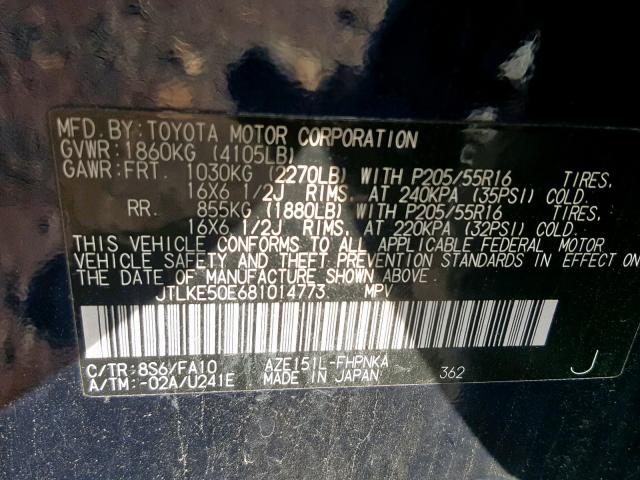 MFD.BY:TOYOTA MOTOR CORPORATION
GVWR:1860KG (4105LB)
GAWR:FRT. 1030KG (2270LB) WITH P205/55R16 TIRES,
16X6 1/2J RIMS, AT 240KPA (35PSI) COLD.
RR. 855KG (1880LB) WITH P205/55R16 TIRES,
16X6 1/2J RIMS, AT 220KPA (32PSI) COLD.
THIS VEHICLE CONFORMS TO ALL APPLICABLE FEDERAL MOTOR
VEHICLE SAFETY AND THEFT PREVENTION STANDARDS IN EFFECT ON
THE DATE OF MANUFACTURE SHOWN ABOVE.
JTLKE50E681014773 MPV
C/TR:8S6/FA10 AZE151L-FHPNKA
A/TM:-02A/U241E MADE IN JAPAN 362 J